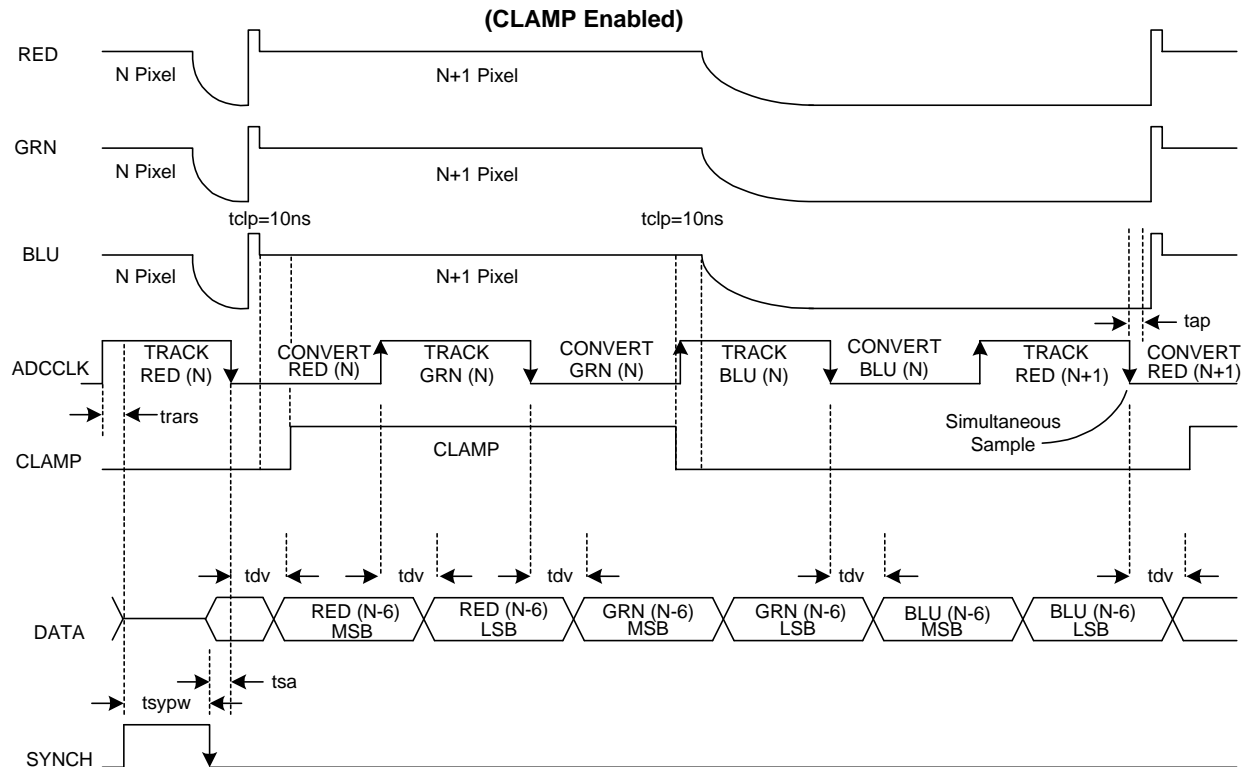 (CLAMP Enabled)
RED
N Pixel
N+1 Pixel
GRN
N Pixel
N+1 Pixel
tclp=10ns
tclp=10ns
BLU
N Pixel
N+1 Pixel
tap
ADCCLK
TRACK
RED (N)
CONVERT
RED (N)
TRACK
GRN (N)
CONVERT
GRN (N)
TRACK
BLU (N)
CONVERT
BLU (N)
TRACK
RED (N+1)
CONVERT
RED (N+1)
trars
Simultaneous
Sample
CLAMP
CLAMP
tdv
tdv
tdv
tdv
tdv
DATA
RED (N-6)
MSB
RED (N-6)
LSB
GRN (N-6)
MSB
GRN (N-6)
LSB
BLU (N-6)
MSB
BLU (N-6)
LSB
tsa
tsypw
SYNCH